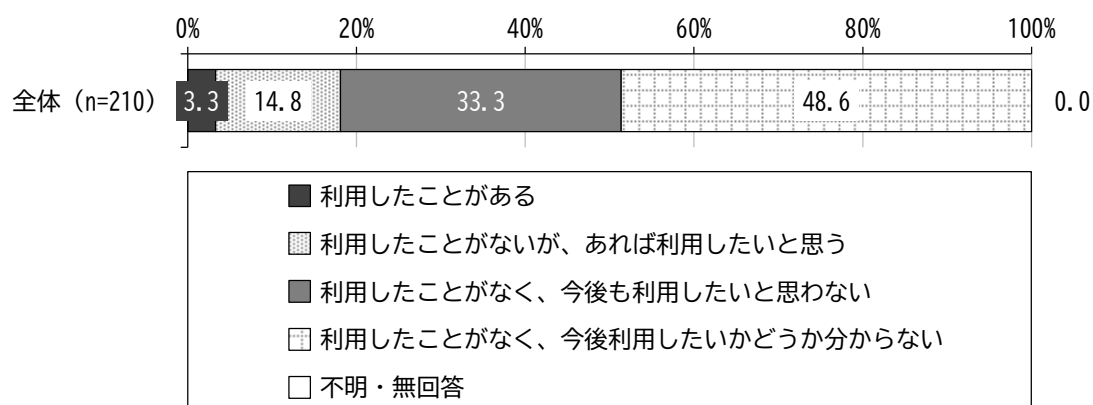 0% 20% 40% 60% 80% 100%
全体（n=210） 3.3 14.8 33.3 48.6 0.0
利用したことがある
利用したことがないが、あれば利用したいと思う
利用したことがなく、今後も利用したいと思わない
利用したことがなく、今後利用したいかどうか分からない
不明・無回答